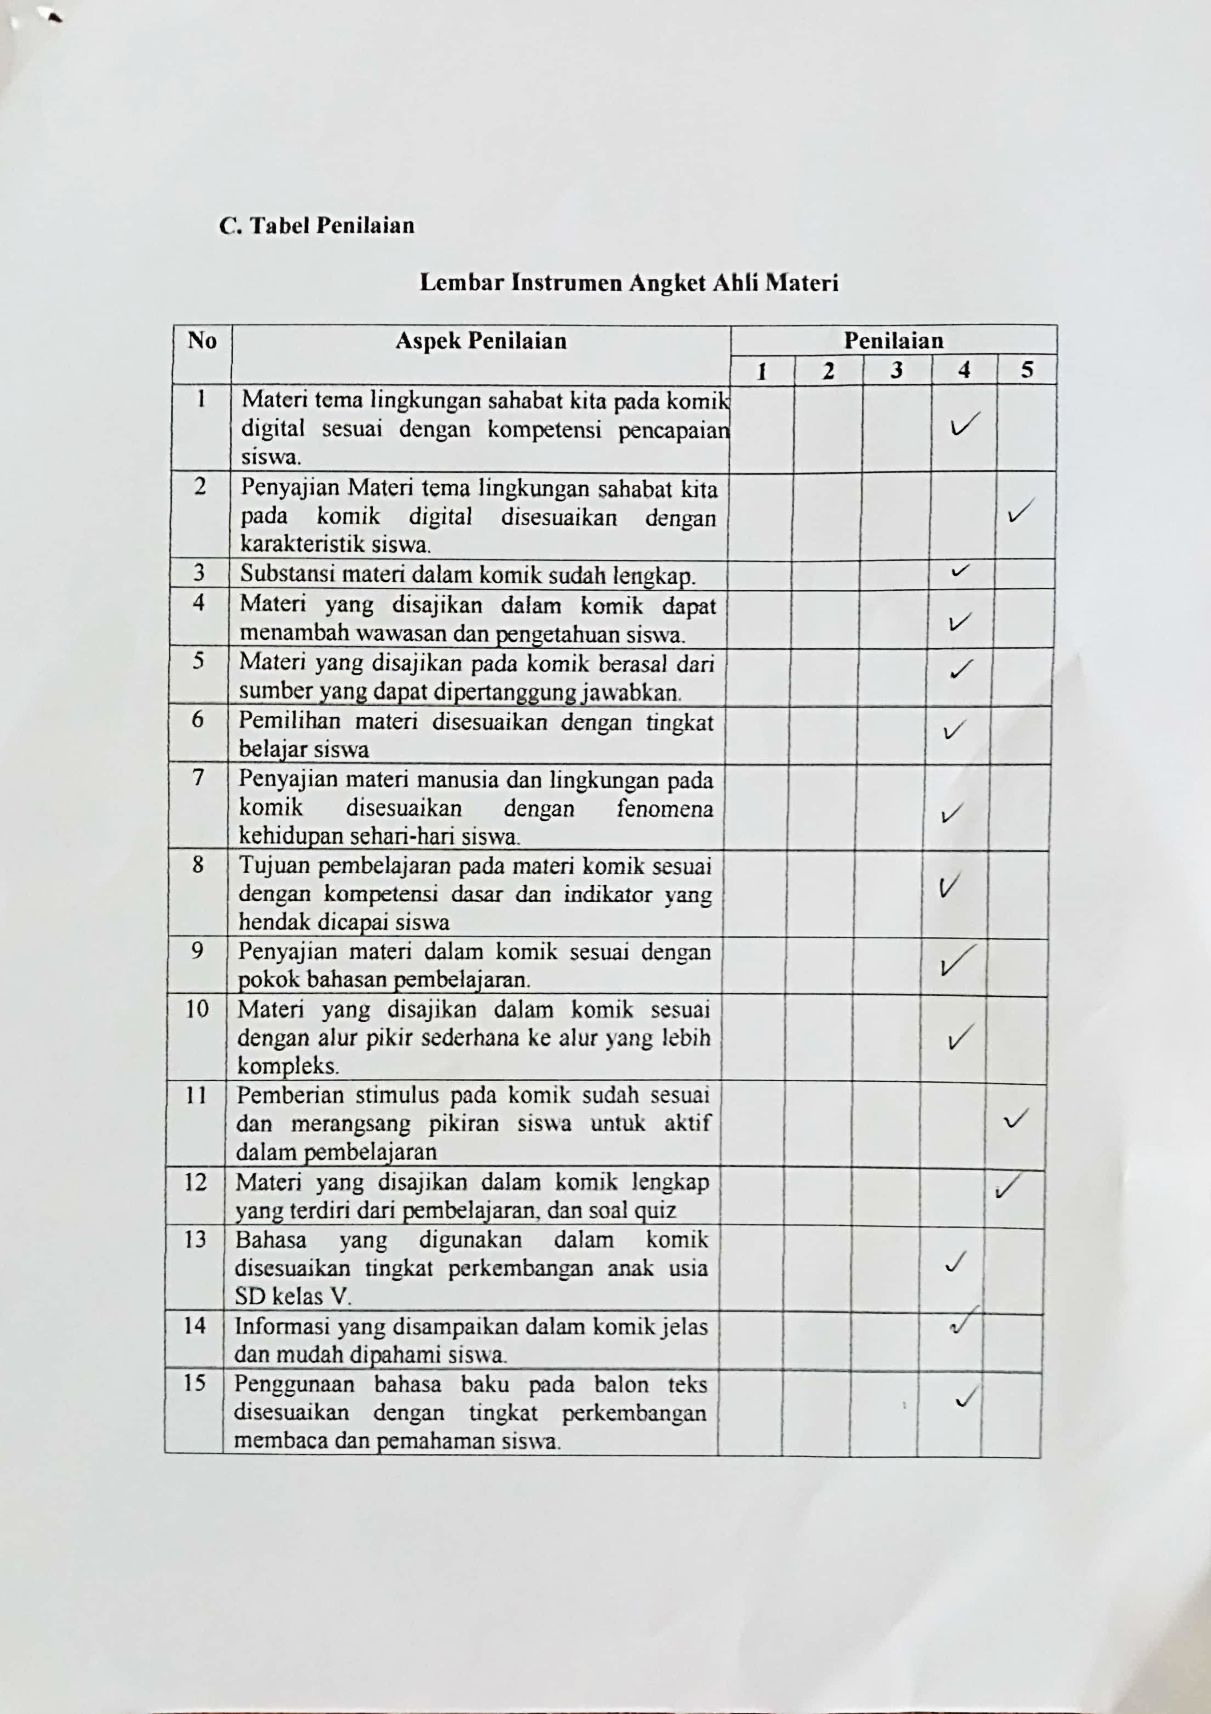 C. Tabel Penilaian
Lembar Instrumen Angket Ahli Materi
No Aspek Penilaian Penilaian
1 2 3 4 5
1 Materi tema lingkungan sahabat kita pada komik
digital sesuai dengan kompetensi pencapaian ✓
siswa.
2 Penyajian Materi tema lingkungan sahabat kita
pada komik digital disesuaikan dengan ✓
karakteristik siswa.
3 Substansi materi dalam komik sudah lengkap. ✓
4 Materi yang disajikan dalam komik dapat
menambah wawasan dan pengetahuan siswa. ✓
5 Materi yang disajikan pada komik berasal dari ✓
sumber yang dapat dipertanggung jawabkan.
6 Pemilihan materi disesuaikan dengan tingkat ✓
belajar siswa
7 Penyajian materi manusia dan lingkungan pada
komik disesuaikan dengan fenomena ✓
kehidupan sehari-hari siswa.
8 Tujuan pembelajaran pada materi komik sesuai
dengan kompetensi dasar dan indikator yang ✓
hendak dicapai siswa
9 Penyajian materi dalam komik sesuai dengan ✓
pokok bahasan pembelajaran.
10 Materi yang disajikan dalam komik sesuai
dengan alur pikir sederhana ke alur yang lebih ✓
kompleks.
11 Pemberian stimulus pada komik sudah sesuai
dan merangsang pikiran siswa untuk aktif ✓
dalam pembelajaran
12 Materi yang disajikan dalam komik lengkap ✓
yang terdiri dari pembelajaran, dan soal quiz
13 Bahasa yang digunakan dalam komik
disesuaikan tingkat perkembangan anak usia ✓
SD kelas V.
14 Informasi yang disampaikan dalam komik jelas ✓
dan mudah dipahami siswa.
15 Penggunaan bahasa baku pada balon teks
disesuaikan dengan tingkat perkembangan ✓
membaca dan pemahaman siswa.